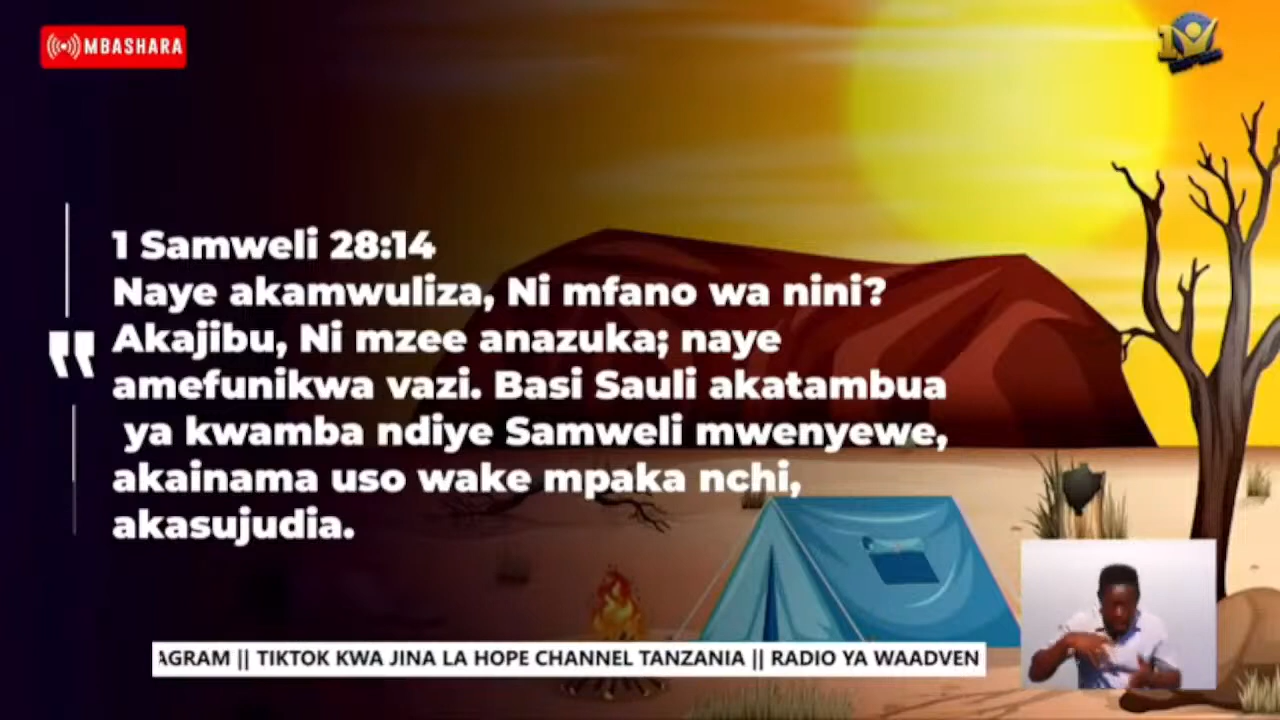 MBASHARA
1 Samweli 28:14
Naye akamwuliza, Ni mfano wa nini?
Akajibu, Ni mzee anazuka; naye
amefunikwa vazi. Basi Sauli akatambua
ya kwamba ndiye Samweli mwenyewe,
akainama uso wake mpaka nchi,
akasujudia.
AGRAM || TIKTOK KWA JINA LA HOPE CHANNEL TANZANIA || RADIO YA WAADVEN